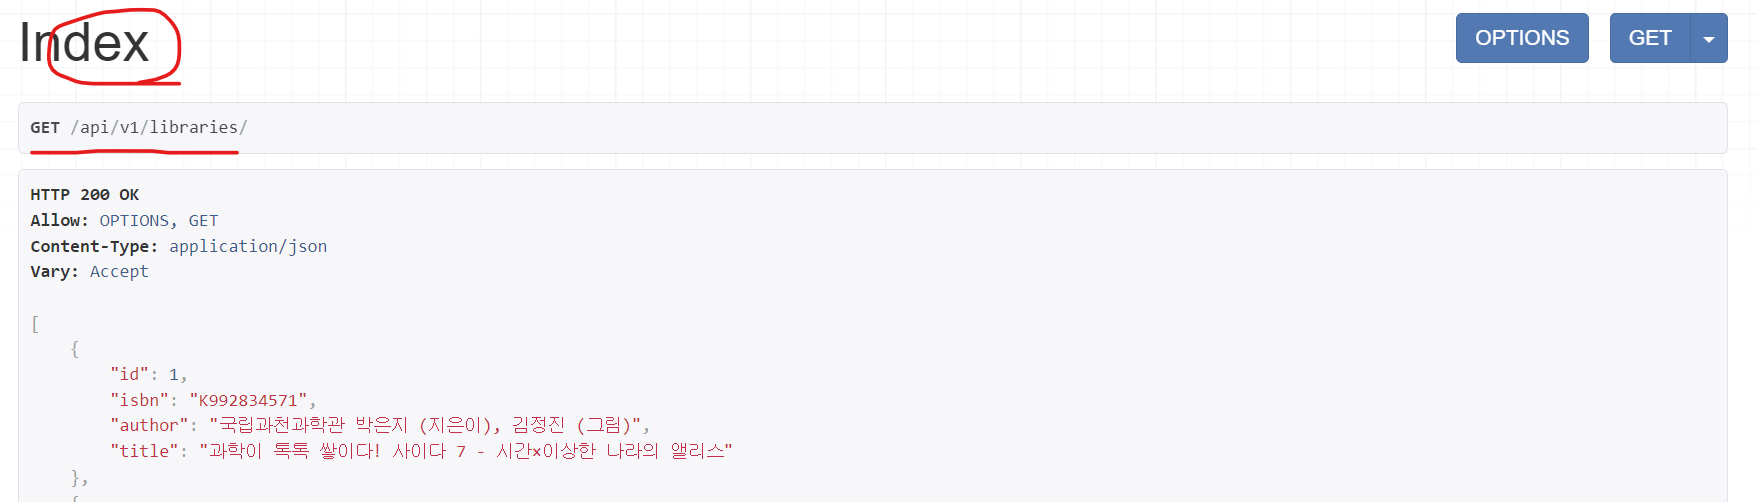 Index
OPTIONS GET
GET /api/v1/libraries/
HTTP 200 OK
Allow: OPTIONS, GET
Content-Type: application/json
Vary: Accept
[
{
"id": 1,
"isbn": "K992834571",
"author": "국립과천과학관 박은지 (지은이), 김정진 (그림)",
"title": "과학이 톡톡 쌓이다! 사이다 7 - 시간×이상한 나라의 앨리스"
},
{